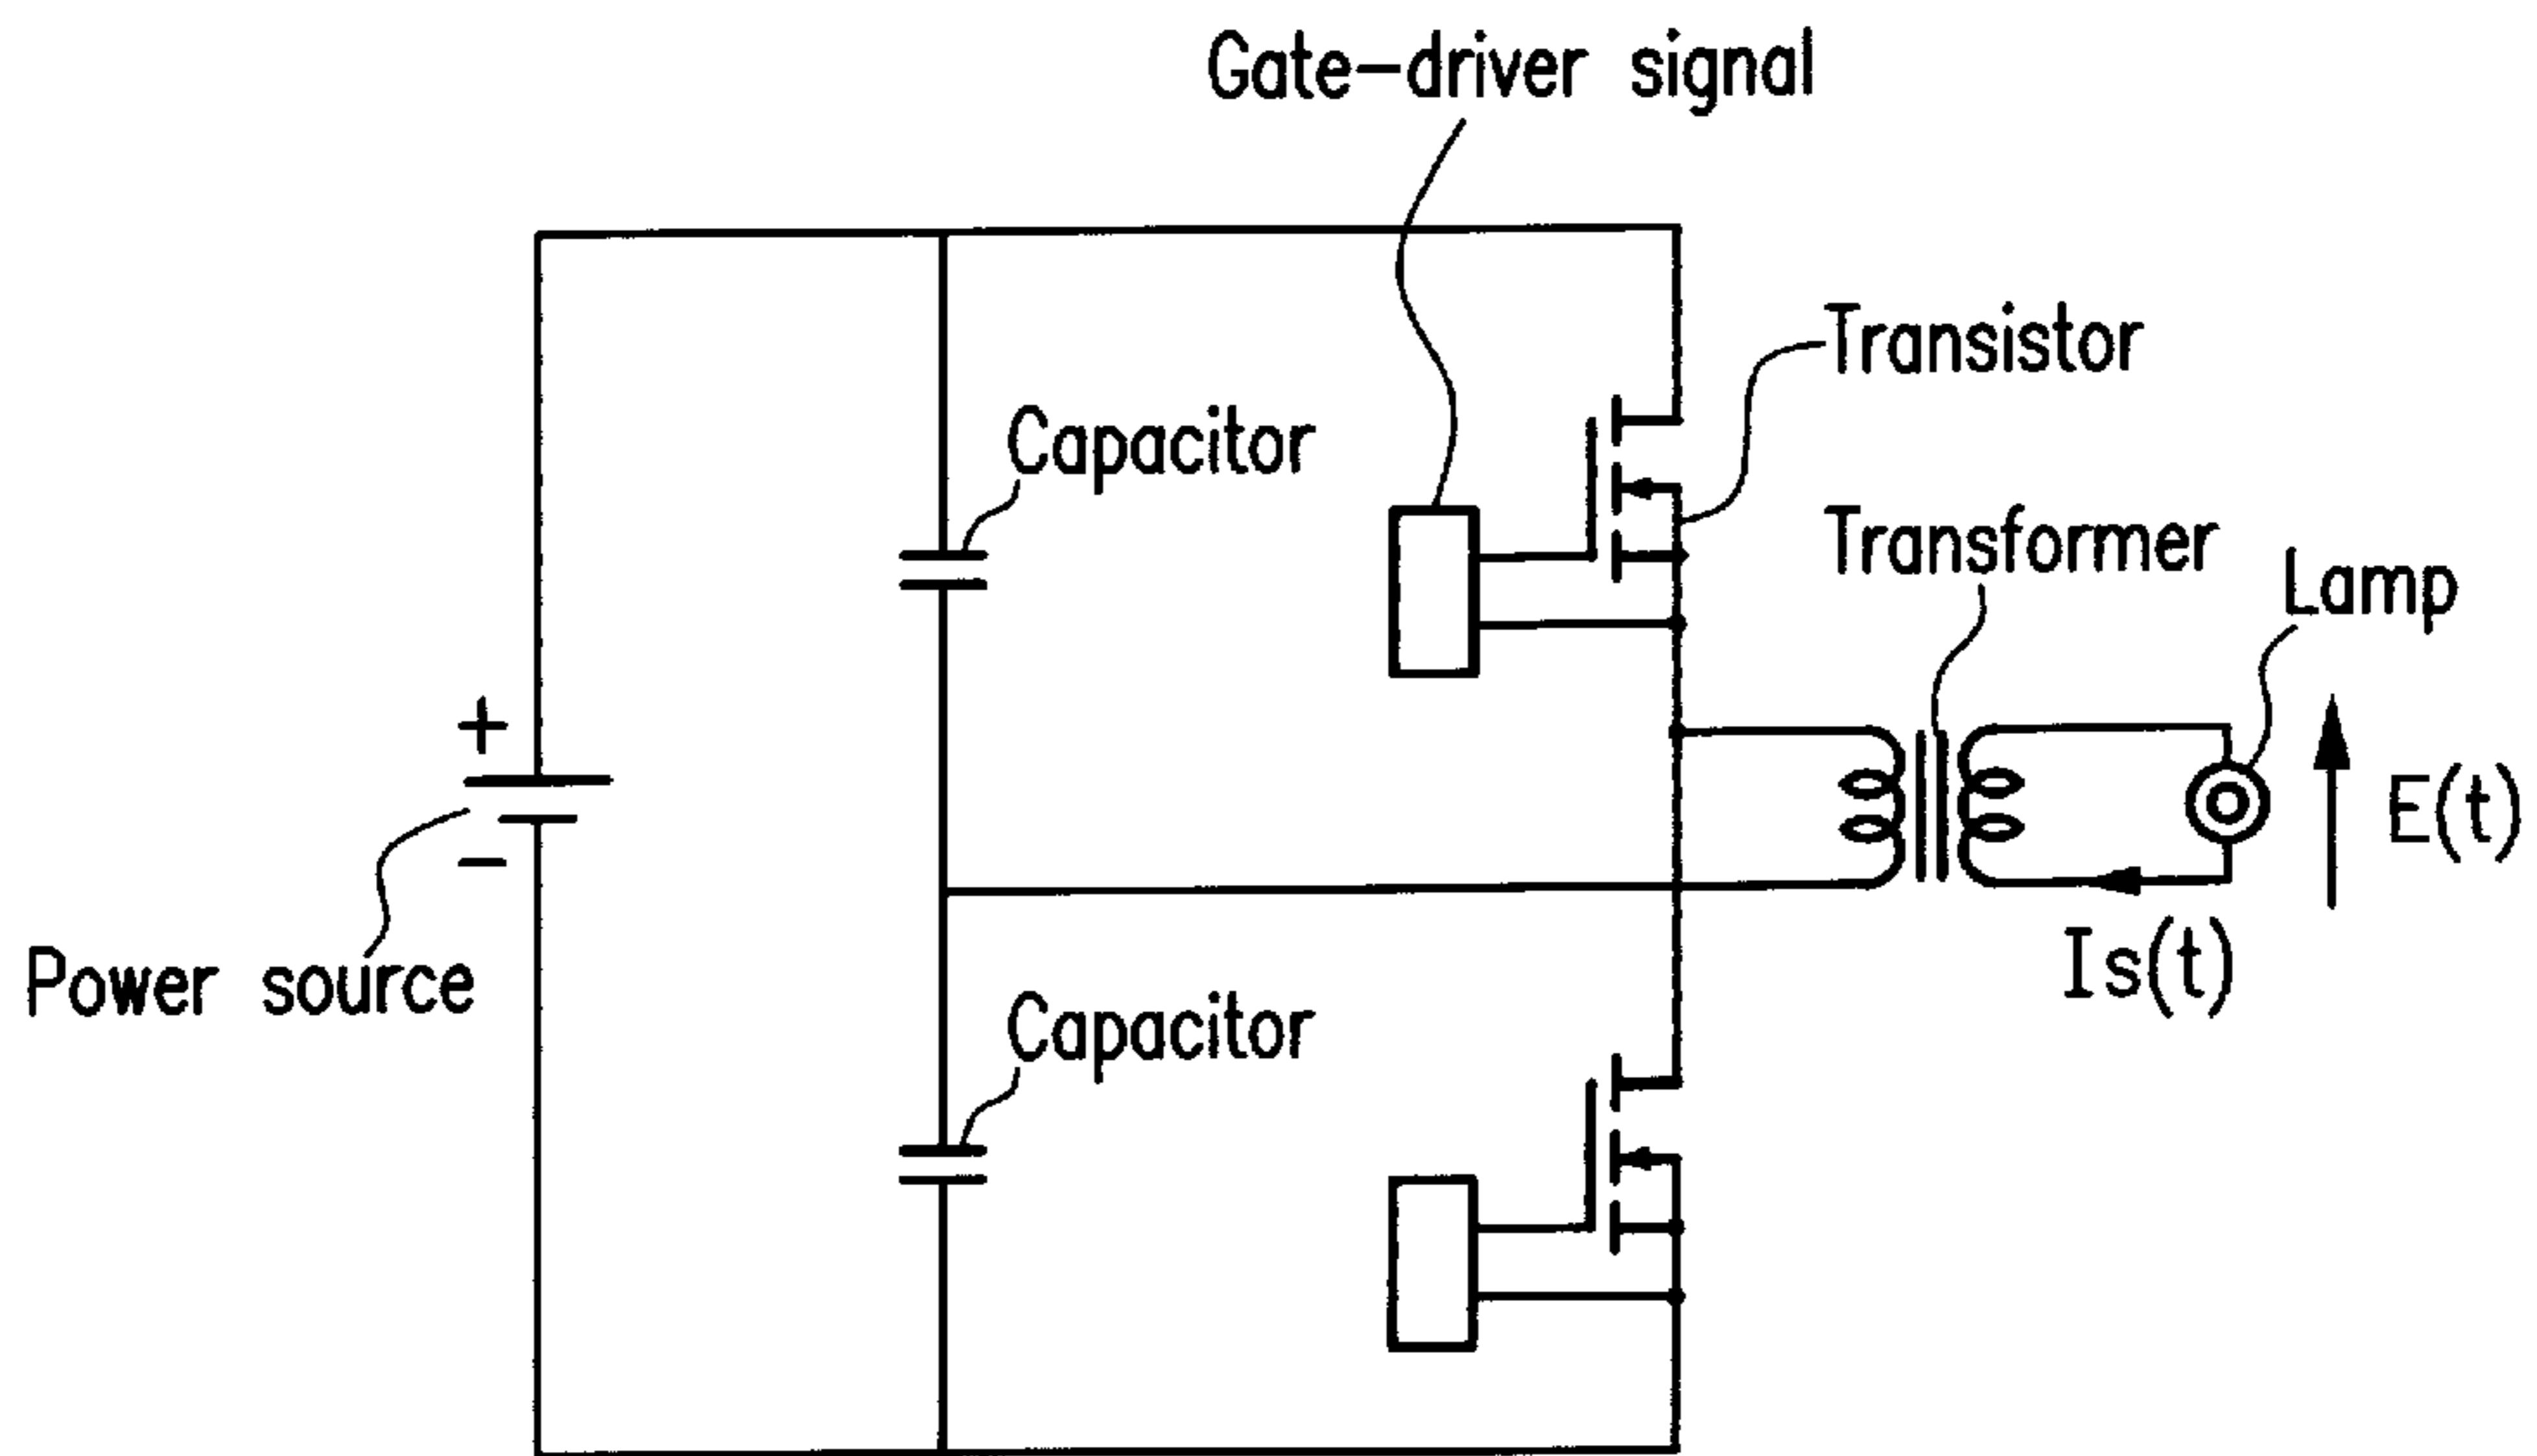 Gate-driver signal
Transistor
Capacitor
Transformer
Lamp
+
−
E(t)
Power source
Is(t)
Capacitor